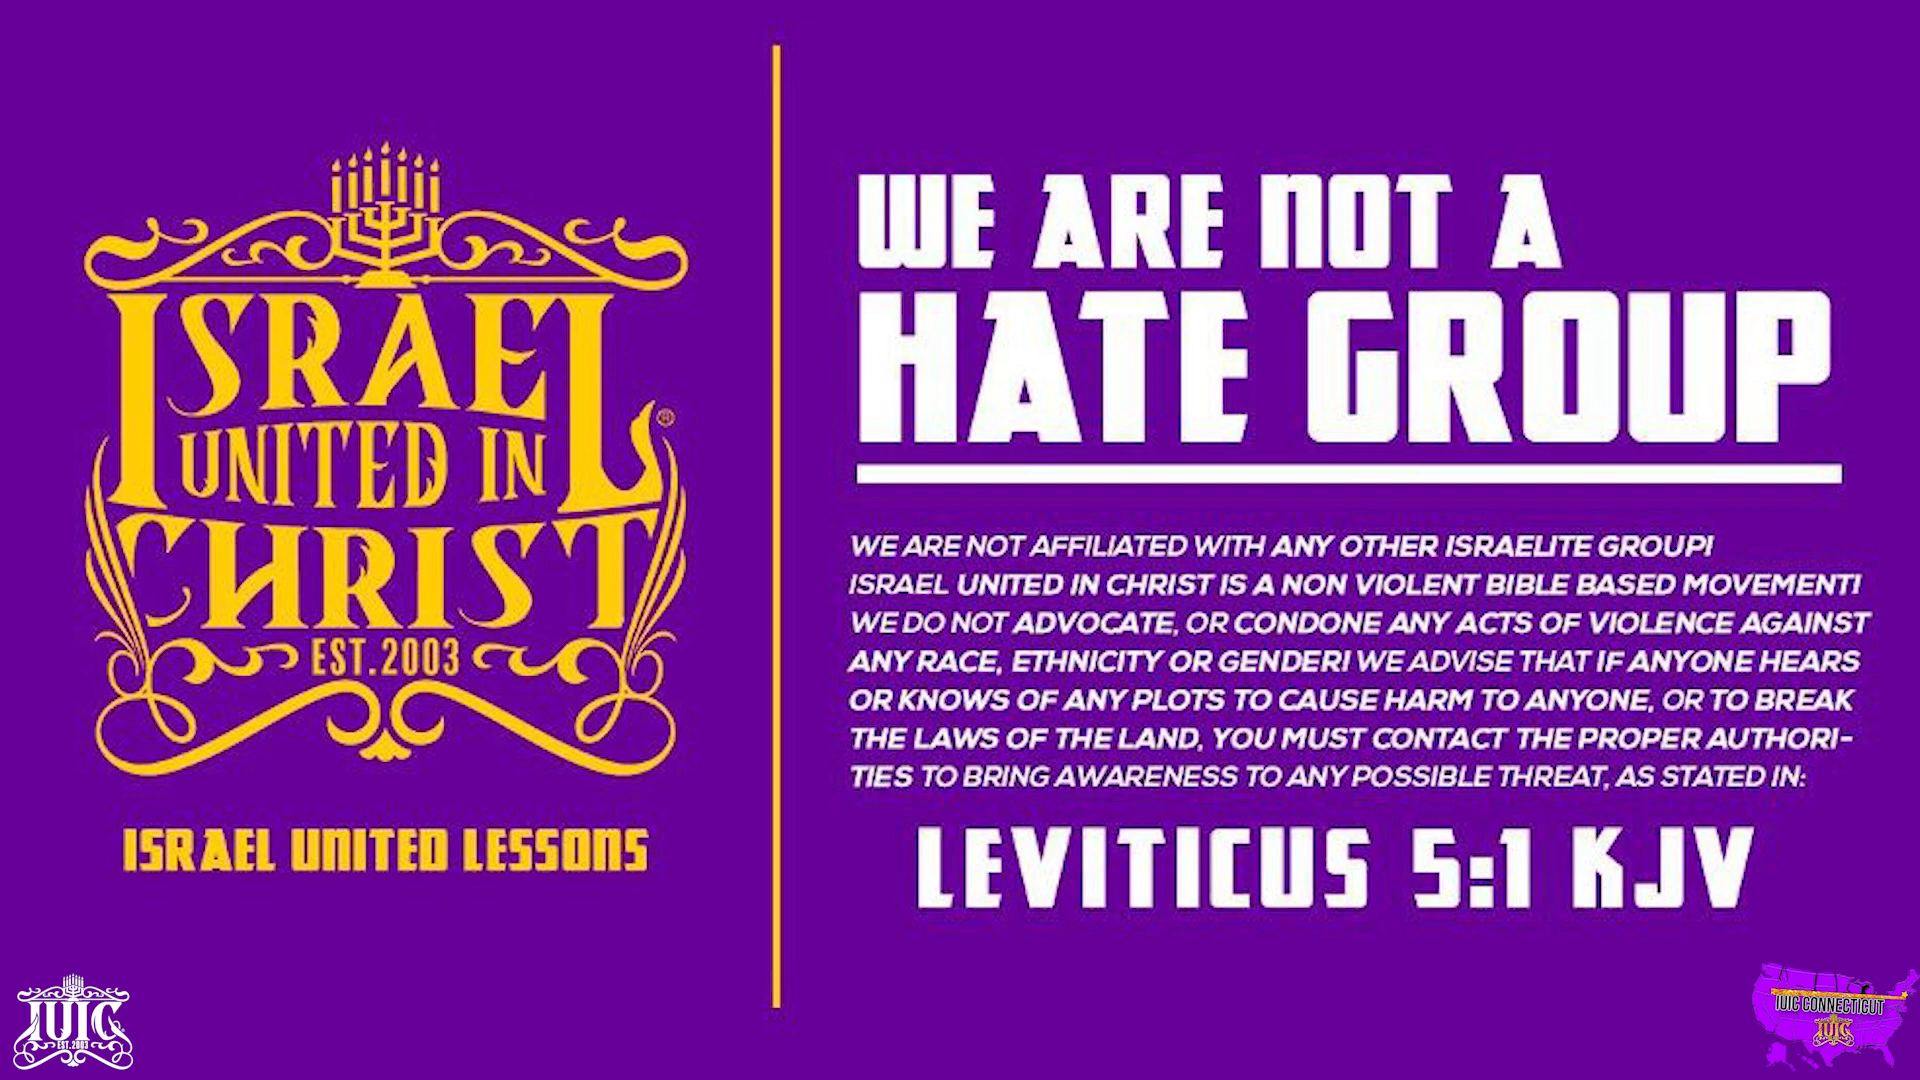 ISRAEL
UNITED IN
CHRIST
®
EST.2003
ISRAEL UNITED LESSONS
WE ARE NOT A
HATE GROUP
WE ARE NOT AFFILIATED WITH ANY OTHER ISRAELITE GROUP!
ISRAEL UNITED IN CHRIST IS A NON VIOLENT BIBLE BASED MOVEMENT!
WE DO NOT ADVOCATE, OR CONDONE ANY ACTS OF VIOLENCE AGAINST
ANY RACE, ETHNICITY OR GENDER! WE ADVISE THAT IF ANYONE HEARS
OR KNOWS OF ANY PLOTS TO CAUSE HARM TO ANYONE, OR TO BREAK
THE LAWS OF THE LAND, YOU MUST CONTACT THE PROPER AUTHORI-
TIES TO BRING AWARENESS TO ANY POSSIBLE THREAT, AS STATED IN:
LEVITICUS 5:1 KJV
IUIC
EST.2003
IUIC CONNECTICUT
IUIC